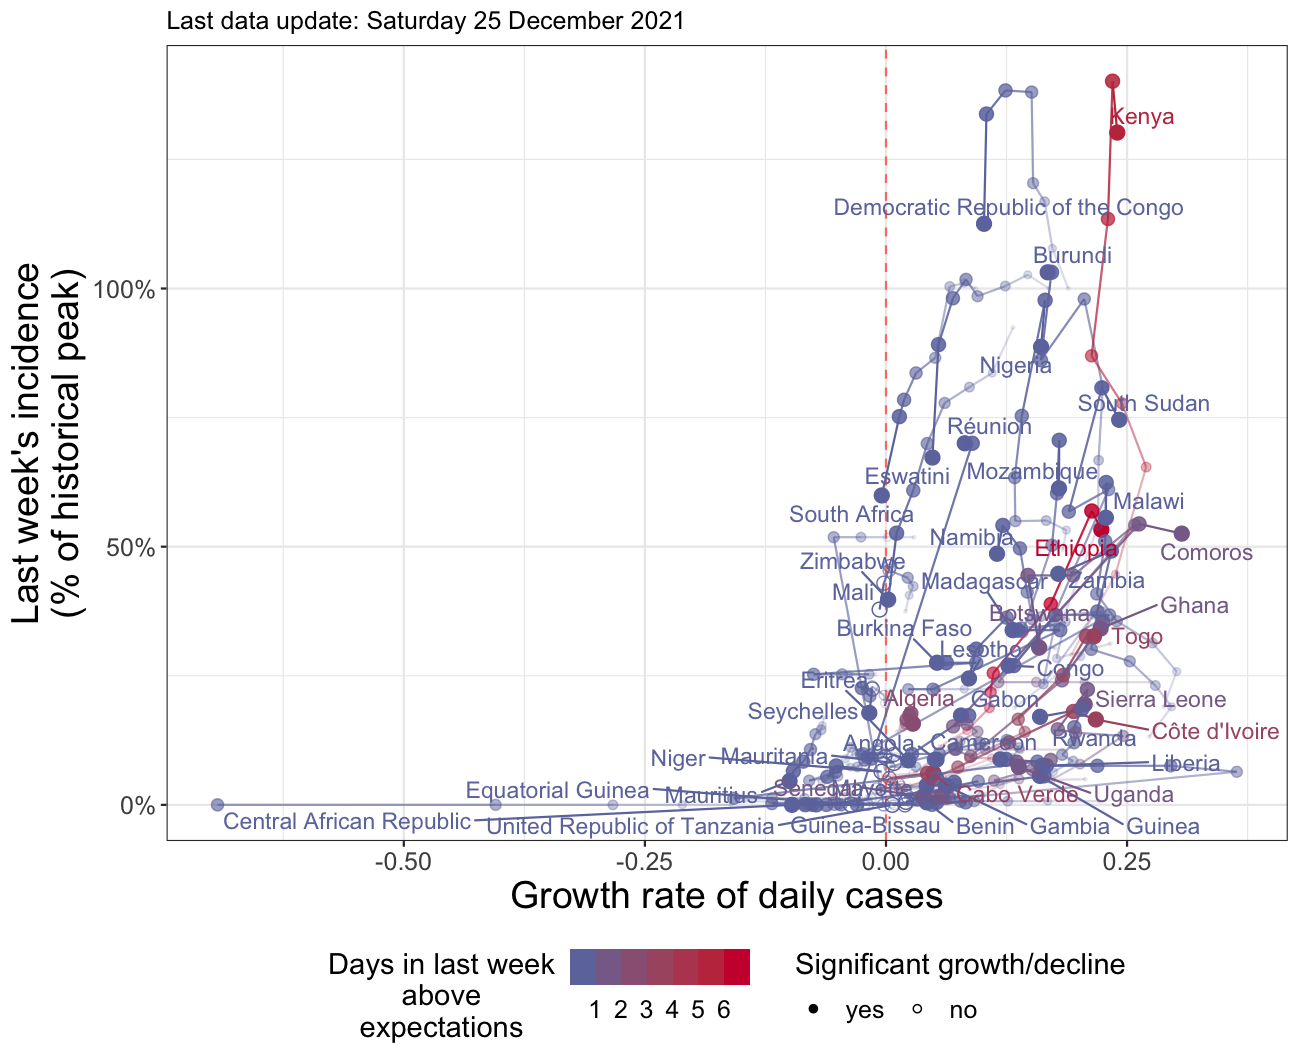 Last data update: Saturday 25 December 2021
Last week's incidence
(% of historical peak)
100%
50%
0%
Kenya
Democratic Republic of the Congo
Burundi
Nigeria
South Sudan
Réunion
Eswatini
Mozambique
Malawi
South Africa
Namibia
Ethiopia
Comoros
Zimbabwe
Mali
Madagascar
Zambia
Botswana
Ghana
Burkina Faso
Togo
Lesotho
Congo
Eritrea
Algeria
Gabon
Sierra Leone
Seychelles
Côte d'Ivoire
Angola
Cameroon
Rwanda
Niger
Mauritania
Liberia
Equatorial Guinea
Mauritius
Senegal
Mayotte
Cabo Verde
Uganda
Central African Republic
United Republic of Tanzania
Guinea-Bissau
Benin
Gambia
Guinea
-0.50
-0.25
0.00
0.25
Growth rate of daily cases
Days in last week
above
expectations
1 2 3 4 5 6
Significant growth/decline
yes
no